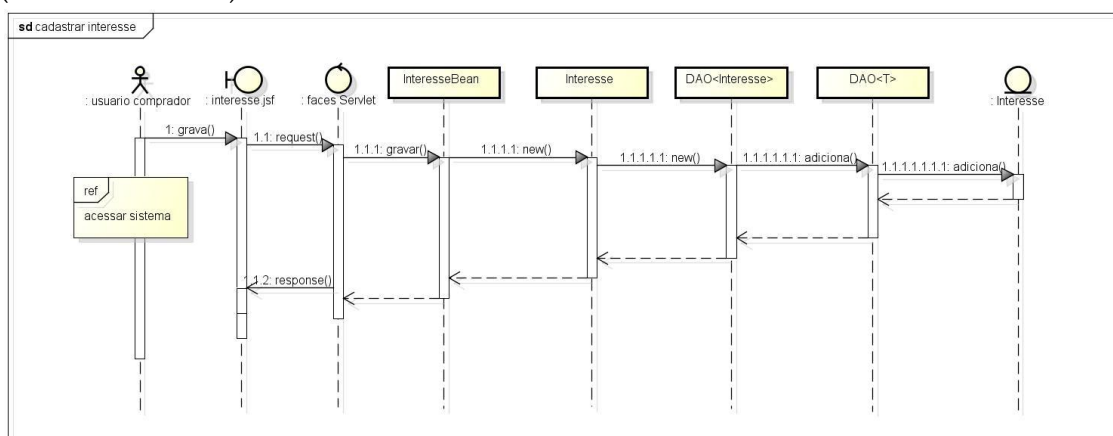 sd cadastrar interesse
: usuario comprador
: interesse.jsf
: faces Servlet
InteresseBean
Interesse
DAO<Interesse>
DAO<T>
: Interesse
1: grava()
1.1: request()
1.1.1: gravar()
1.1.1.1: new()
1.1.1.1.1: new()
1.1.1.1.1.1: adiciona()
1.1.1.1.1.1.1: adiciona()
ref
acessar sistema
1.1.2: response()